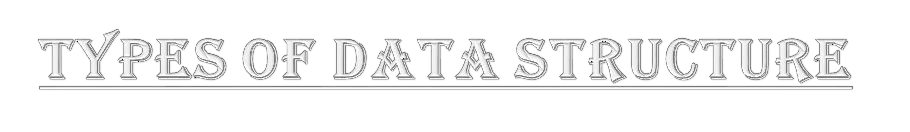 TYPES OF DATA STRUCTURE